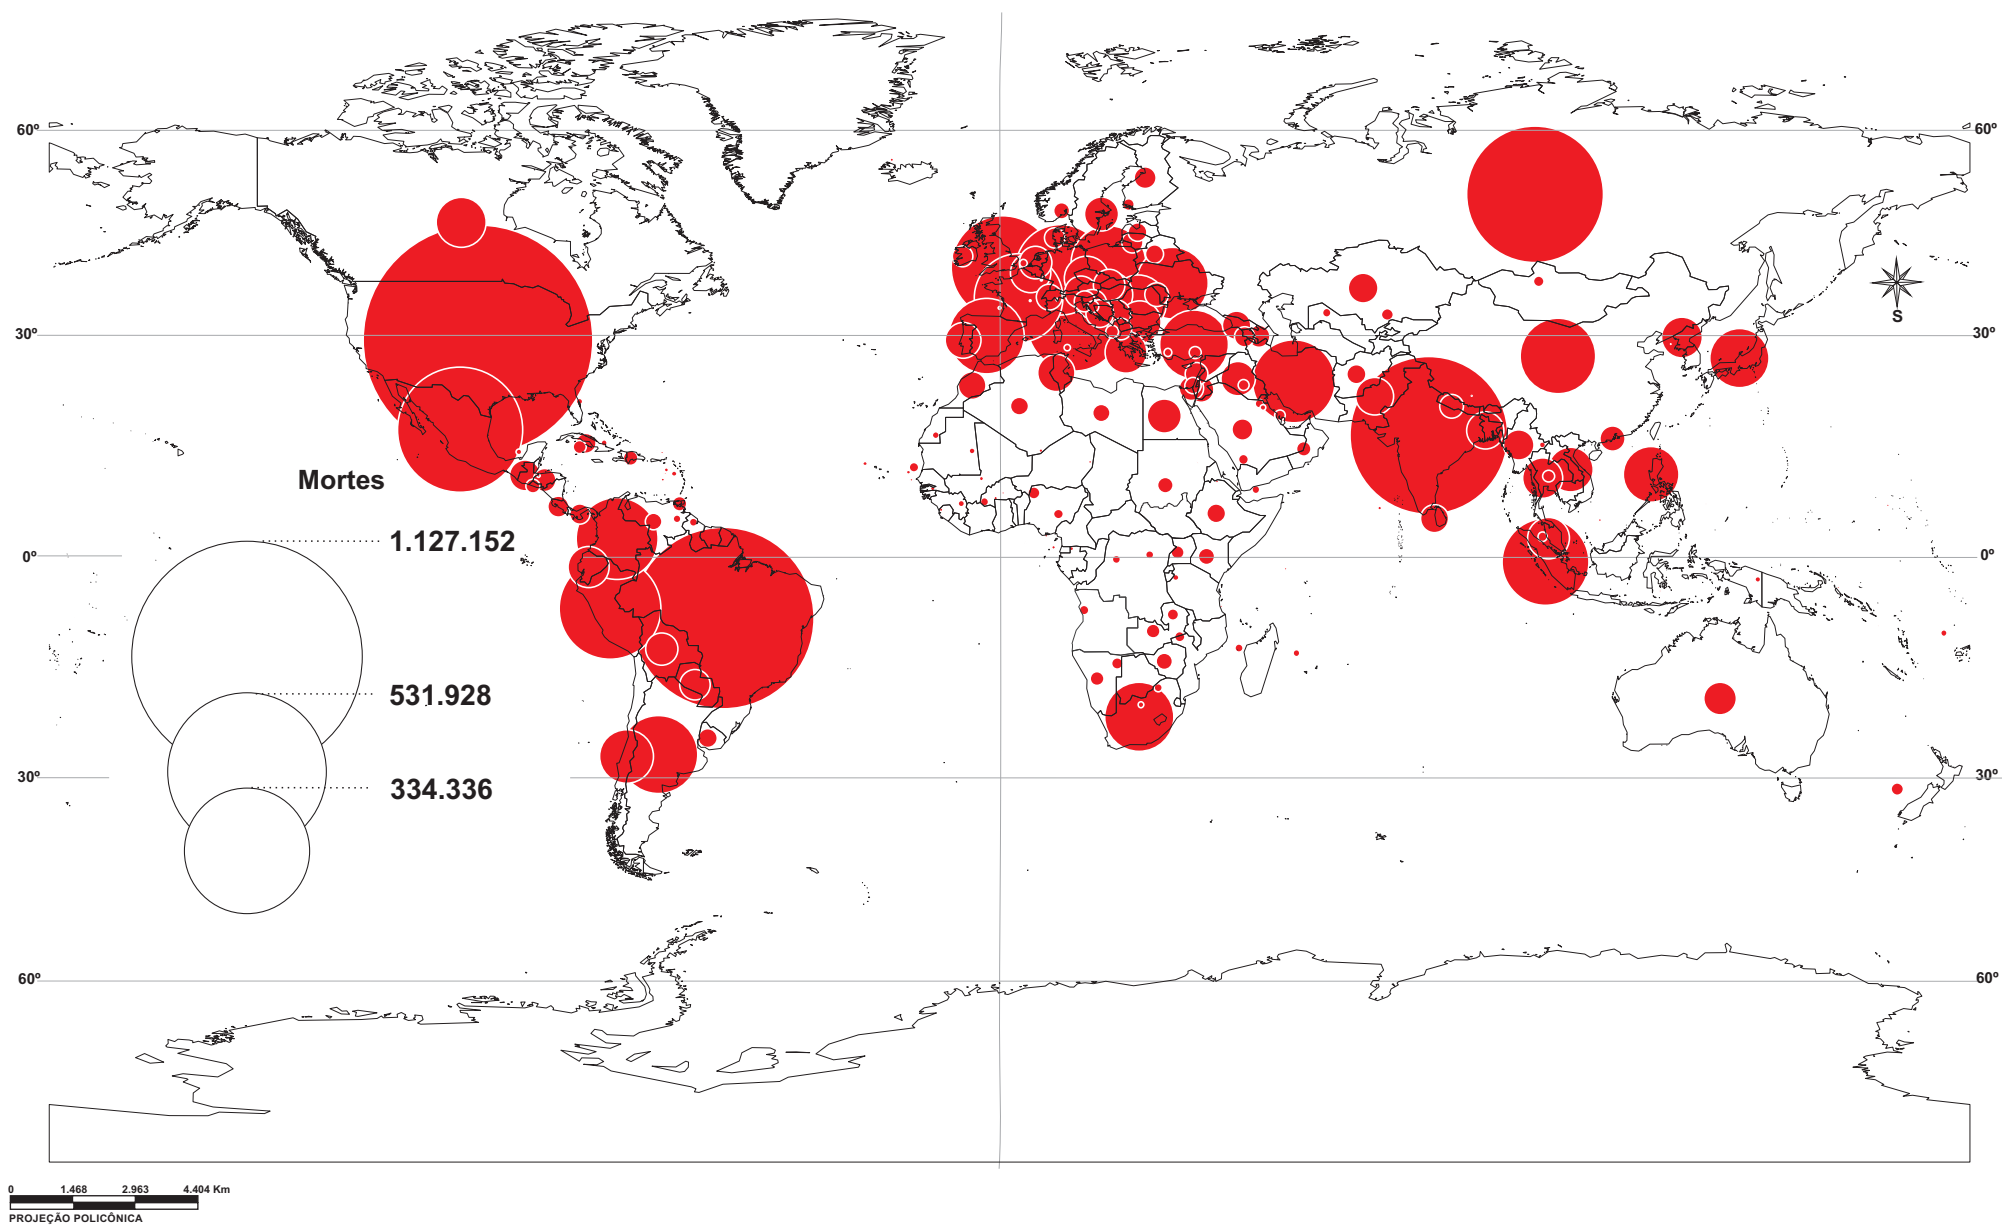 60º
60º
30º
30º
S
Mortes
1.127.152
0º
0º
531.928
30º
30º
334.336
60º
60º
0 1.468 2.963 4.404 Km
PROJEÇÃO POLICÔNICA